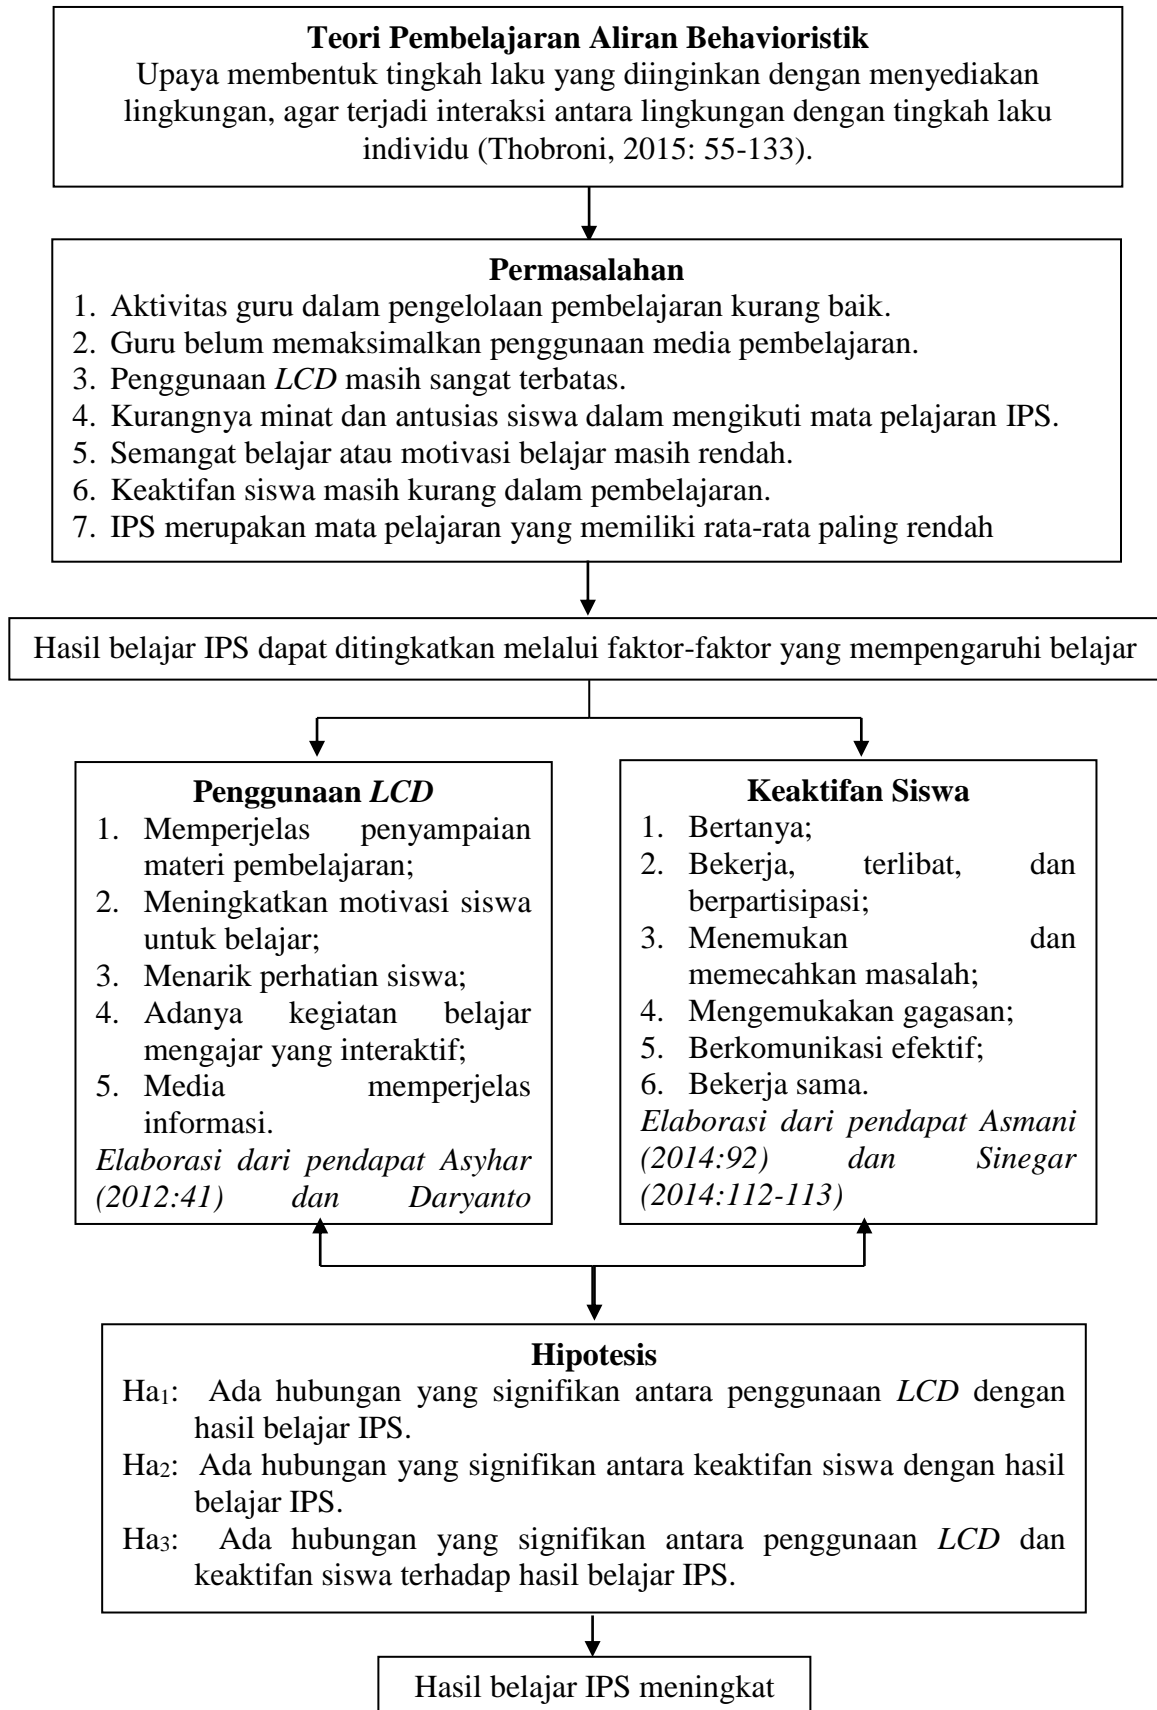 Teori Pembelajaran Aliran Behavioristik
Upaya membentuk tingkah laku yang diinginkan dengan menyediakan
lingkungan, agar terjadi interaksi antara lingkungan dengan tingkah laku
individu (Thobroni, 2015: 55-133).
Permasalahan
1. Aktivitas guru dalam pengelolaan pembelajaran kurang baik.
2. Guru belum memaksimalkan penggunaan media pembelajaran.
3. Penggunaan LCD masih sangat terbatas.
4. Kurangnya minat dan antusias siswa dalam mengikuti mata pelajaran IPS.
5. Semangat belajar atau motivasi belajar masih rendah.
6. Keaktifan siswa masih kurang dalam pembelajaran.
7. IPS merupakan mata pelajaran yang memiliki rata-rata paling rendah
Hasil belajar IPS dapat ditingkatkan melalui faktor-faktor yang mempengaruhi belajar
Penggunaan LCD
1. Memperjelas penyampaian
materi pembelajaran;
2. Meningkatkan motivasi siswa
untuk belajar;
3. Menarik perhatian siswa;
4. Adanya kegiatan belajar
mengajar yang interaktif;
5. Media memperjelas
informasi.
Elaborasi dari pendapat Asyhar
(2012:41) dan Daryanto
Keaktifan Siswa
1. Bertanya;
2. Bekerja, terlibat, dan
berpartisipasi;
3. Menemukan dan
memecahkan masalah;
4. Mengemukakan gagasan;
5. Berkomunikasi efektif;
6. Bekerja sama.
Elaborasi dari pendapat Asmani
(2014:92) dan Sinegar
(2014:112-113)
Hipotesis
Ha1: Ada hubungan yang signifikan antara penggunaan LCD dengan
hasil belajar IPS.
Ha2: Ada hubungan yang signifikan antara keaktifan siswa dengan hasil
belajar IPS.
Ha3: Ada hubungan yang signifikan antara penggunaan LCD dan
keaktifan siswa terhadap hasil belajar IPS.
Hasil belajar IPS meningkat